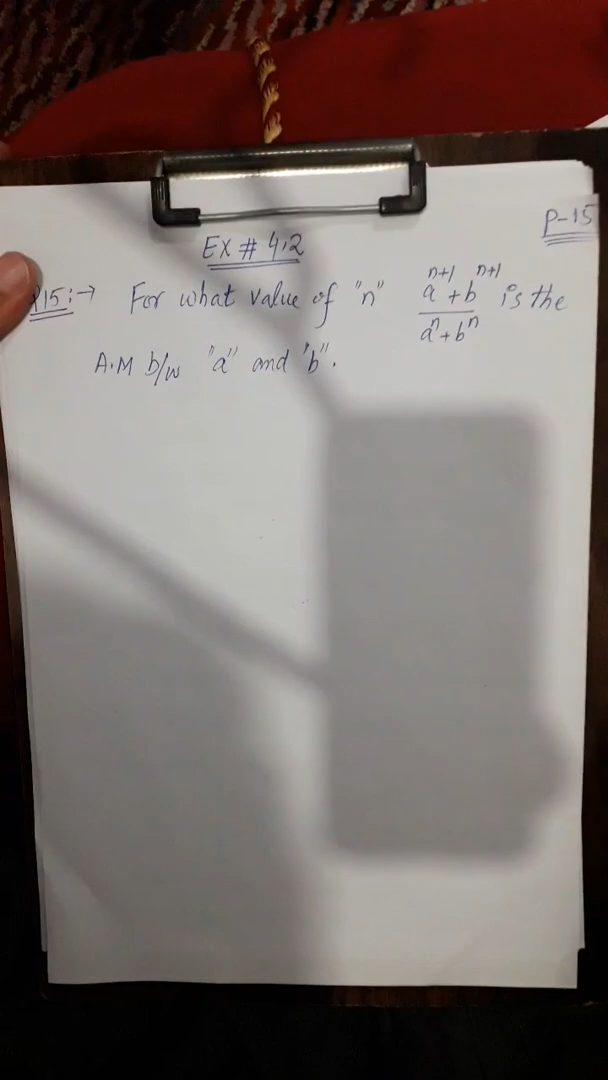 P-15
EX # 4.2
Q15:→ For what value of "n" a^{n+1}+b^{n+1} / a^n+b^n is the
A.M b/w "a" and "b".